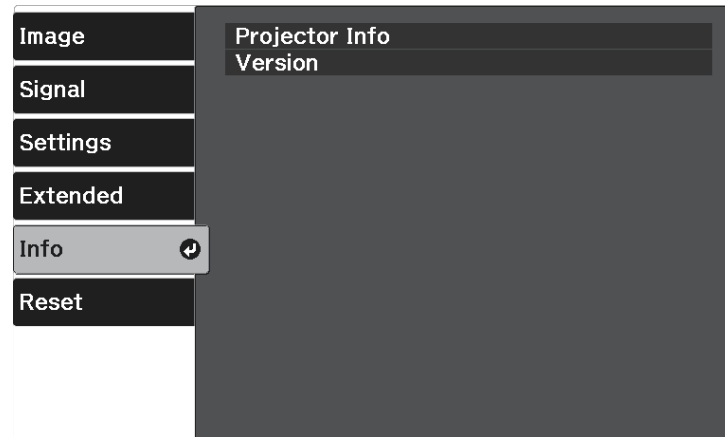 Image
Signal
Settings
Extended
Info
Reset
Projector Info
Version